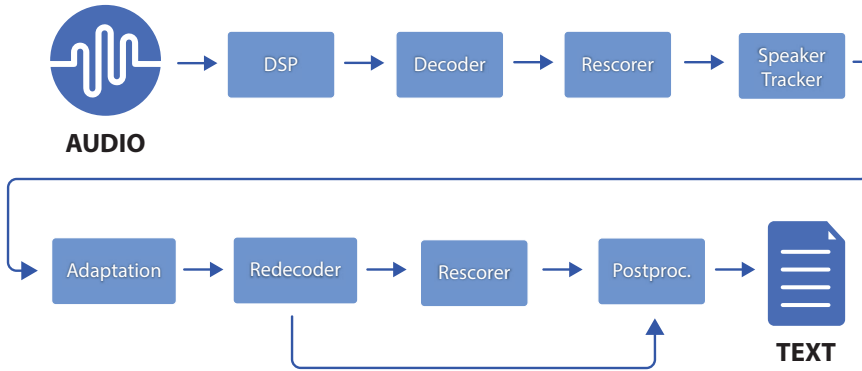 DSP
Decoder
Rescorer
Speaker
Tracker
AUDIO
Adaptation
Redecoder
Rescorer
Postproc.
TEXT